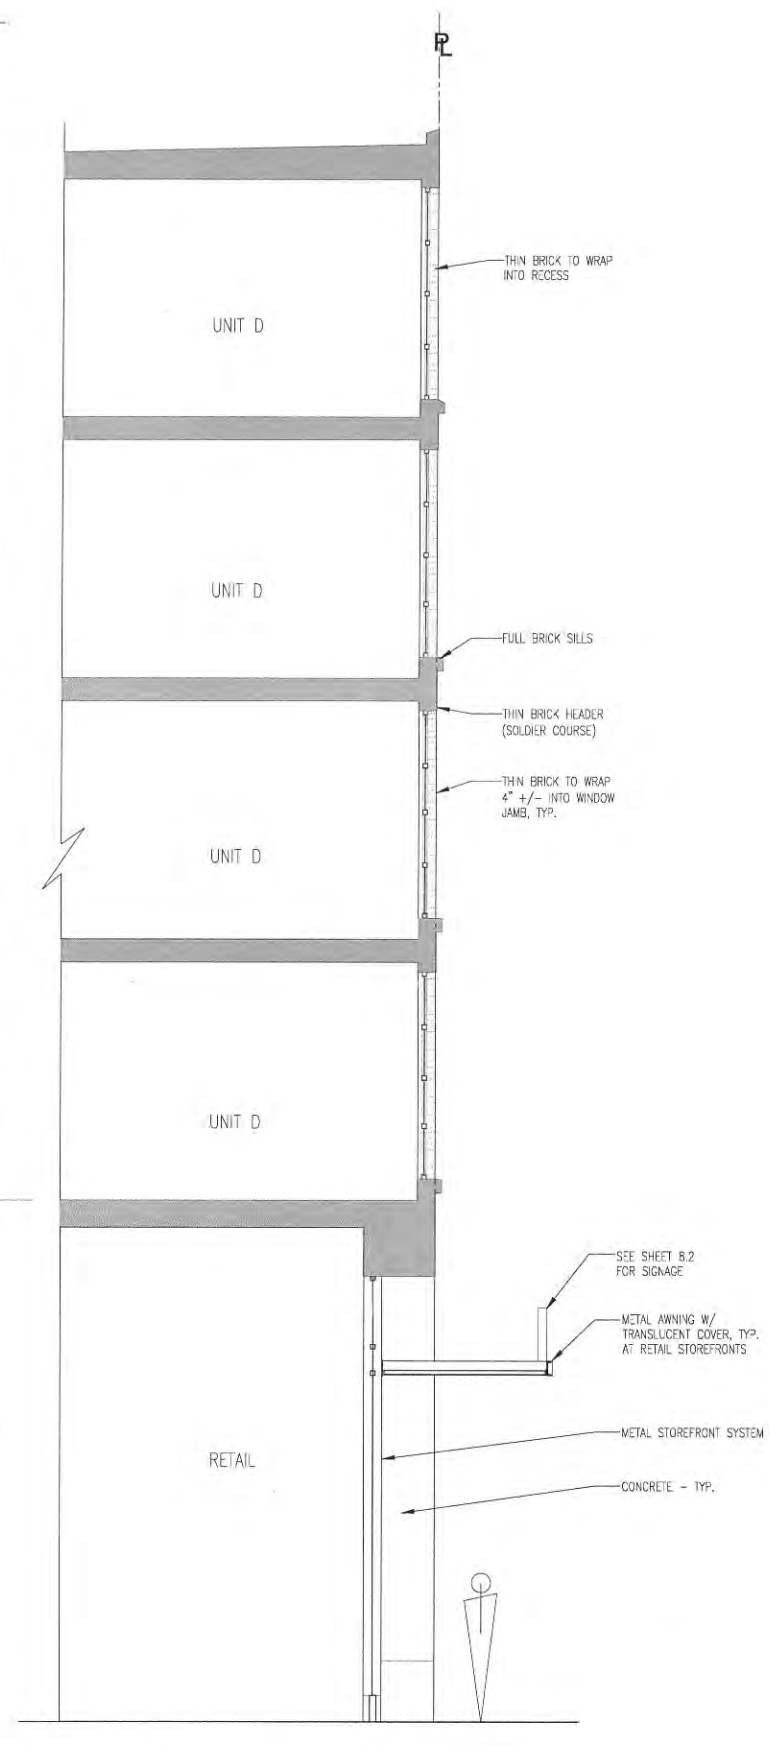 PL
THIN BRICK TO WRAP
INTO RECESS
UNIT D
UNIT D
FULL BRICK SILLS
THIN BRICK HEADER
(SOLDIER COURSE)
THIN BRICK TO WRAP
4" +/- INTO WINDOW
JAMB, TYP.
UNIT D
UNIT D
SEE SHEET 8.2
FOR SIGNAGE
METAL AWNING W/
TRANSLUCENT COVER, TYP.
AT RETAIL STOREFRONTS
METAL STOREFRONT SYSTEM
RETAIL
CONCRETE - TYP.